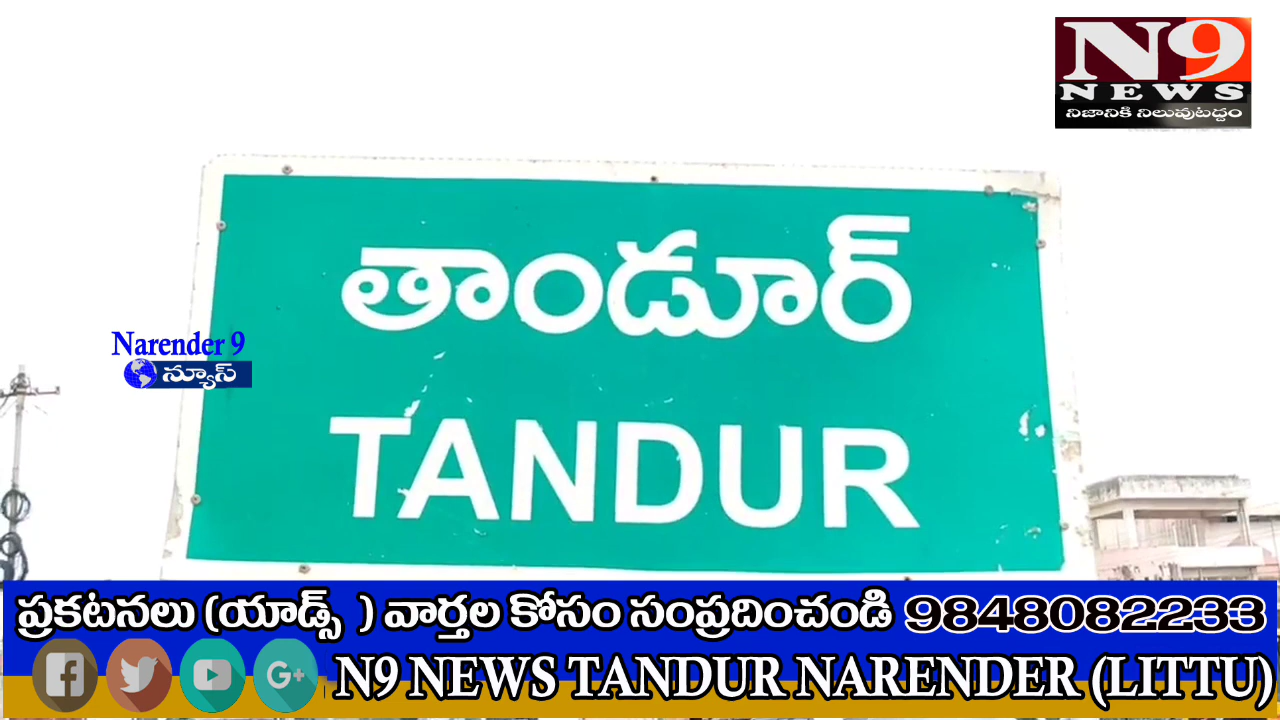 N9
NEWS
నిజానికి నిలువుటద్దం
తాండూర్
Narender 9
న్యూస్
TANDUR
ప్రకటనలు (యాడ్స్ ) వార్తల కోసం సంప్రదించండి 9848082233
N9 NEWS TANDUR NARENDER (LITTU)